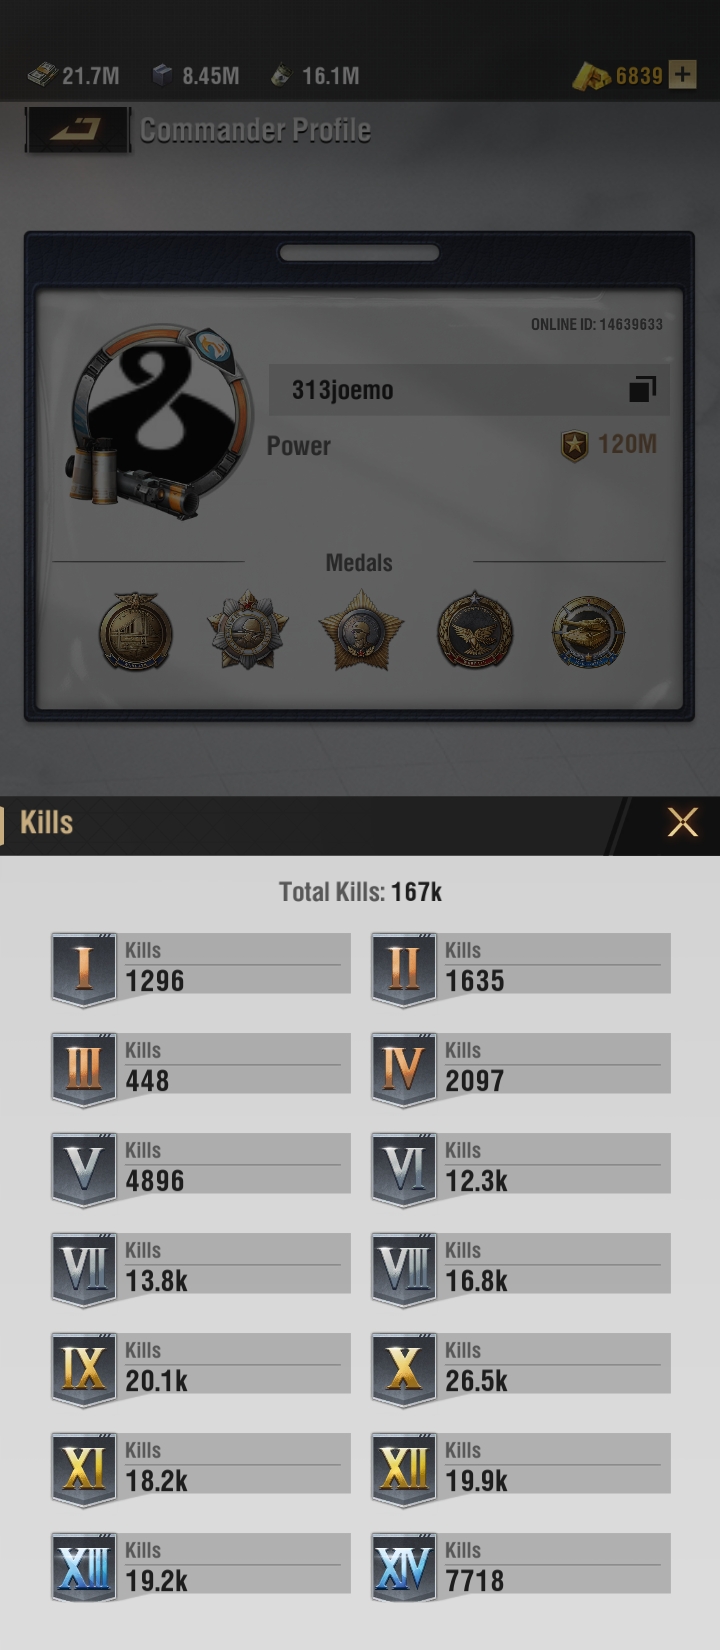 21.7M 8.45M 16.1M 6839 +
Commander Profile
ONLINE ID: 14639633
313joemo
Power 120M
Medals
Kills
Total Kills: 167k
I Kills 1296
II Kills 1635
III Kills 448
IV Kills 2097
V Kills 4896
VI Kills 12.3k
VII Kills 13.8k
VIII Kills 16.8k
IX Kills 20.1k
X Kills 26.5k
XI Kills 18.2k
XII Kills 19.9k
XIII Kills 19.2k
XIV Kills 7718